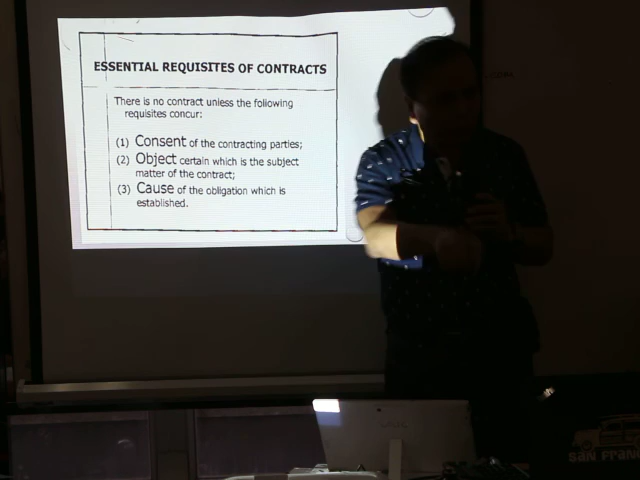 ESSENTIAL REQUISITES OF CONTRACTS
There is no contract unless the following
requisites concur:
(1) Consent of the contracting parties;
(2) Object certain which is the subject
matter of the contract;
(3) Cause of the obligation which is
established.
SAN FRAN